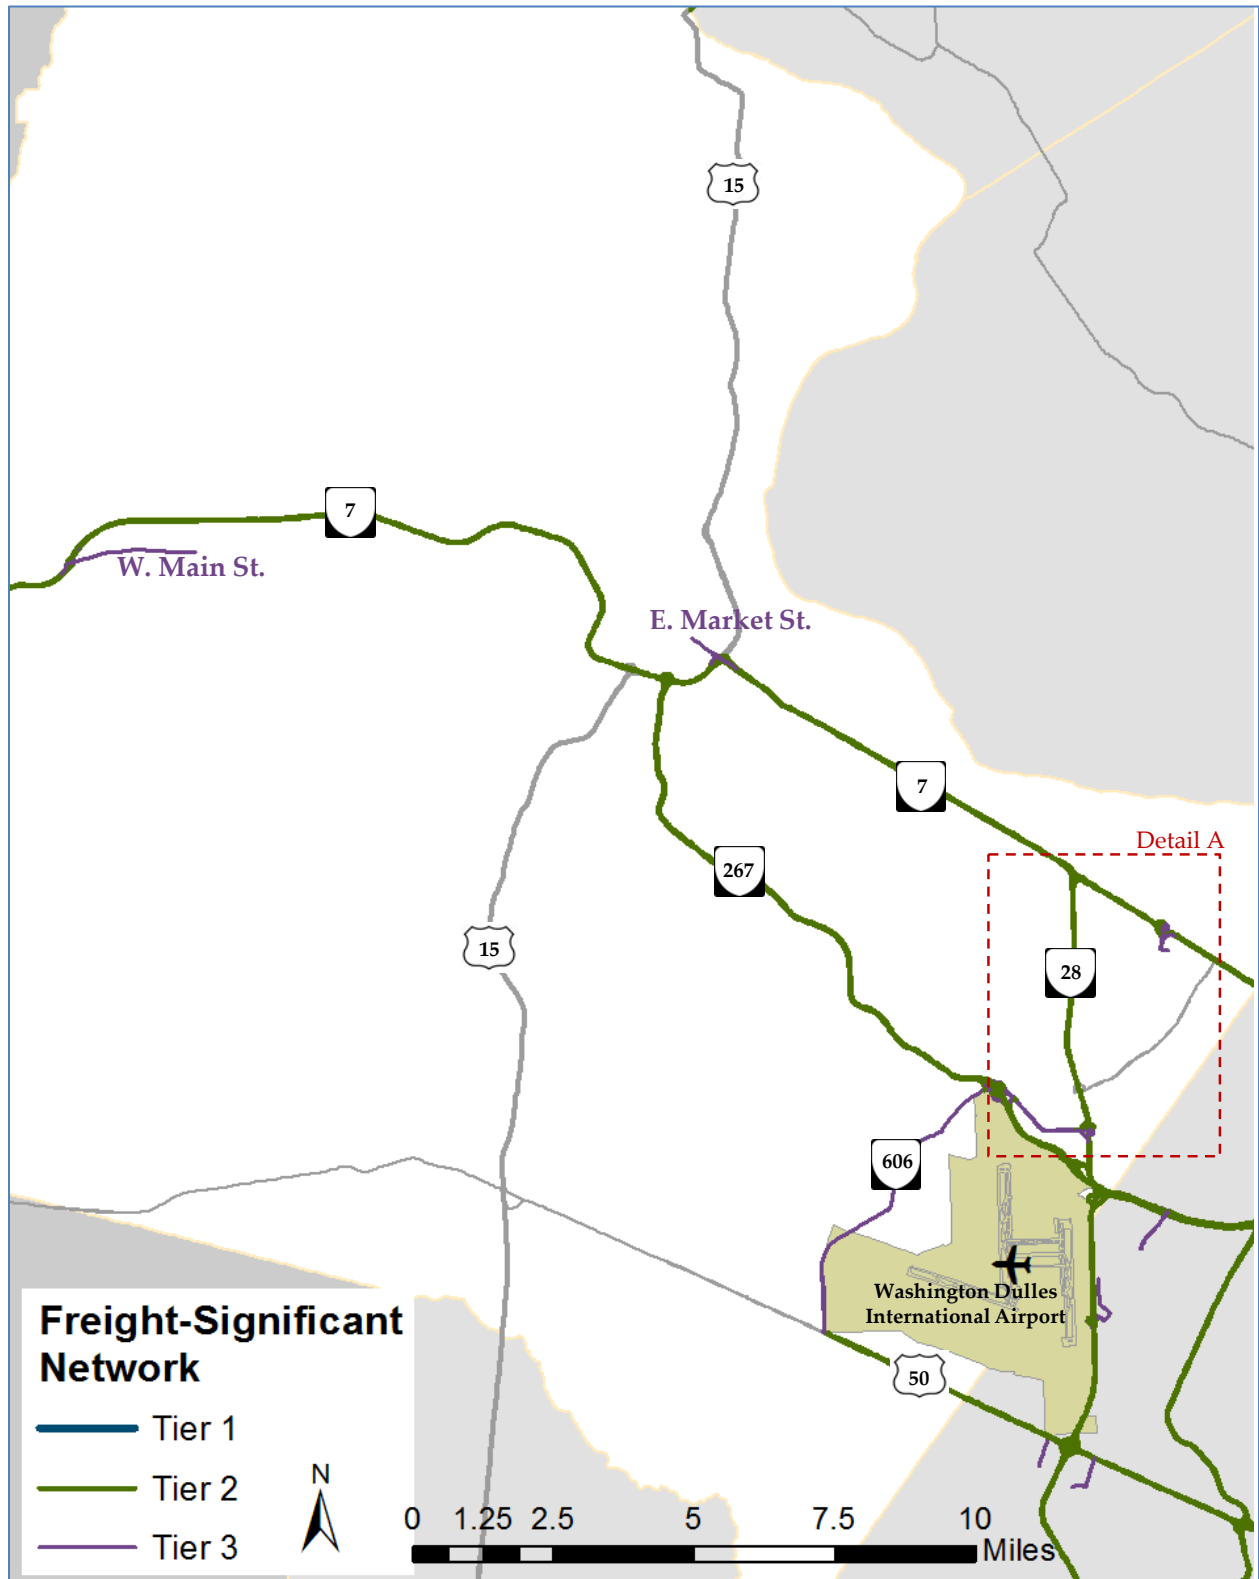 15
7
W. Main St.
E. Market St.
7
Detail A
267
15
28
606
Washington Dulles
International Airport
50
Freight-Significant
Network
Tier 1
Tier 2
Tier 3
N
0 1.25 2.5 5 7.5 10
Miles